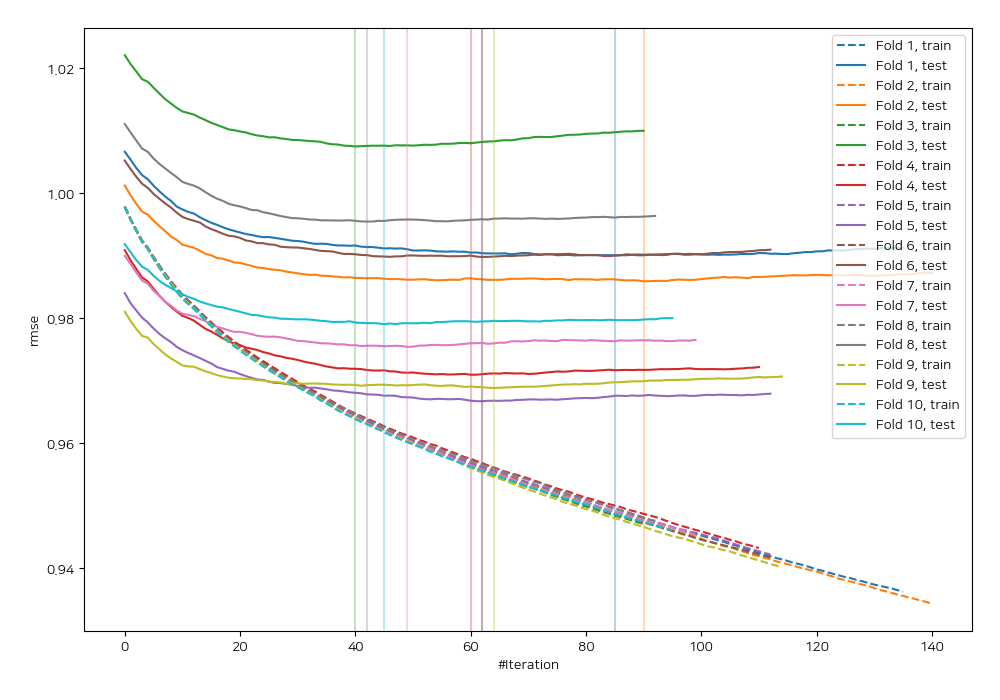 1.02
1.00
0.98
0.96
0.94
rmse
0
20
40
60
80
100
120
140
#Iteration
Fold 1, train
Fold 1, test
Fold 2, train
Fold 2, test
Fold 3, train
Fold 3, test
Fold 4, train
Fold 4, test
Fold 5, train
Fold 5, test
Fold 6, train
Fold 6, test
Fold 7, train
Fold 7, test
Fold 8, train
Fold 8, test
Fold 9, train
Fold 9, test
Fold 10, train
Fold 10, test